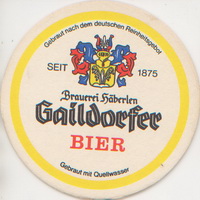 Gebraut nach dem deutschen Reinheitsgebot
SEIT 1875
Brauerei Häberlen
Gaildorfer
BIER
Gebraut mit Quellwasser